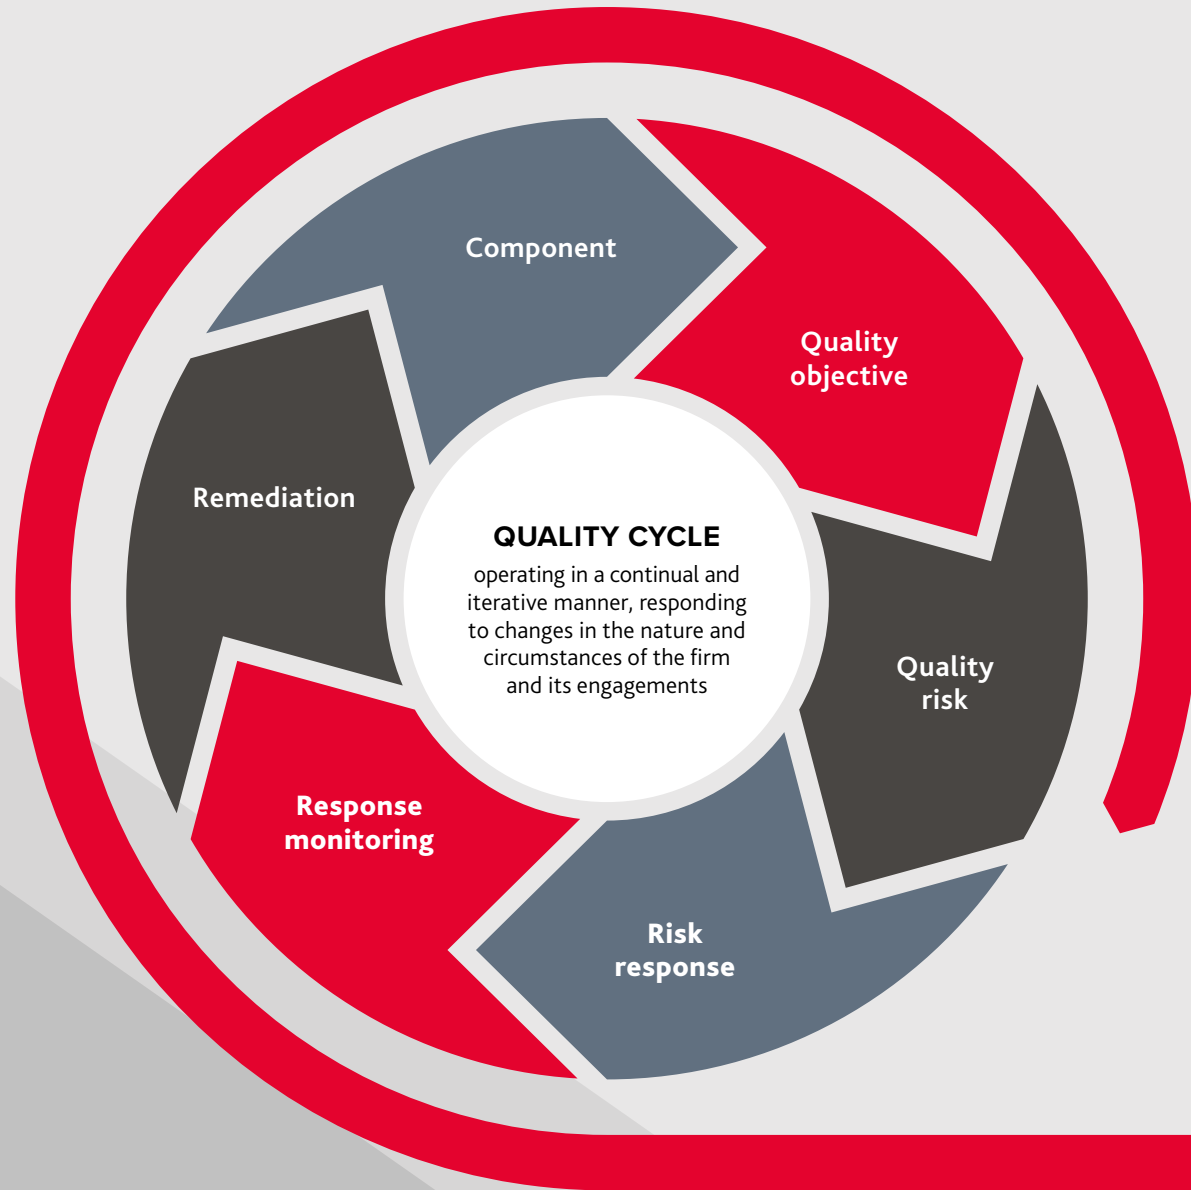 Component
Quality
objective
Remediation
QUALITY CYCLE
operating in a continual and
iterative manner, responding
to changes in the nature and
circumstances of the firm
and its engagements
Quality
risk
Response
monitoring
Risk
response